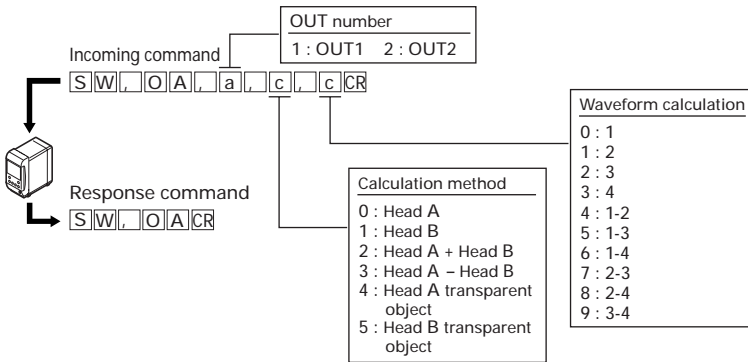 OUT number
1 : OUT1 2 : OUT2
Incoming command
SW,OA,a,c,cCR
Waveform calculation
0 : 1
1 : 2
2 : 3
3 : 4
4 : 1-2
5 : 1-3
6 : 1-4
7 : 2-3
8 : 2-4
9 : 3-4
Calculation method
0 : Head A
1 : Head B
2 : Head A + Head B
3 : Head A – Head B
4 : Head A transparent
object
5 : Head B transparent
object
Response command
SW,OACR